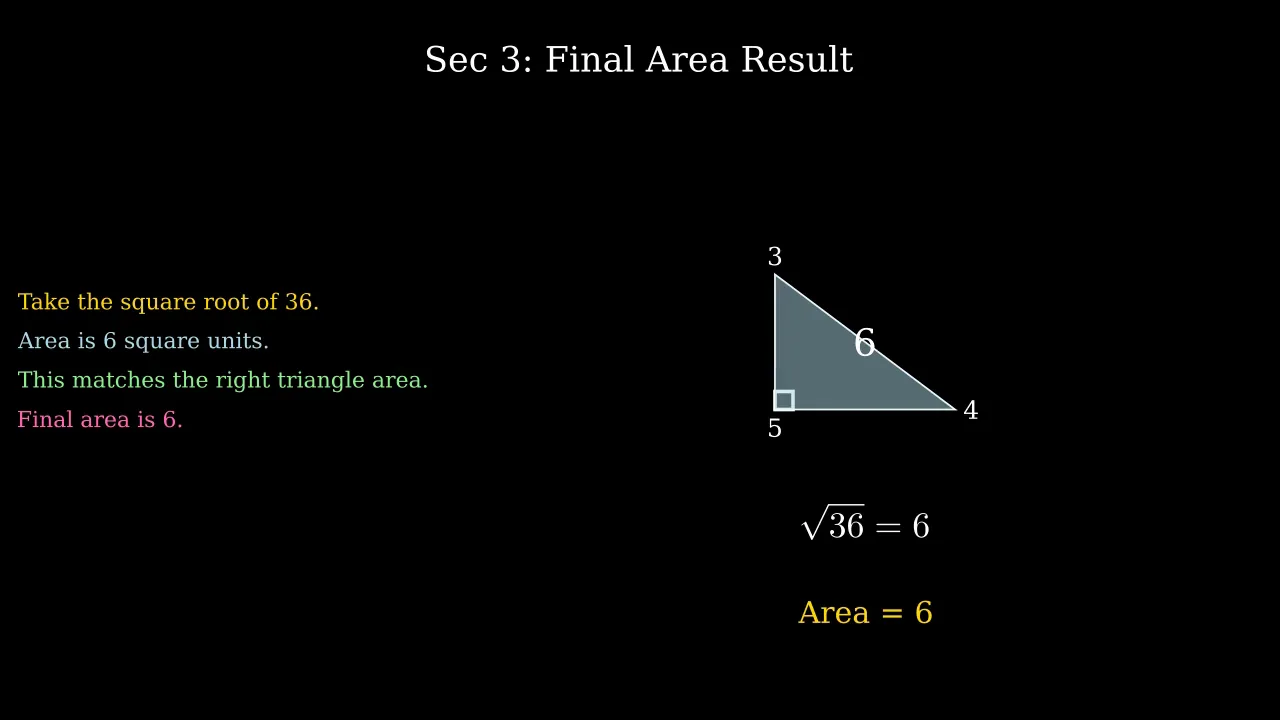 Sec 3: Final Area Result
Take the square root of 36.
Area is 6 square units.
This matches the right triangle area.
Final area is 6.
3
6
4
5
√36 = 6
Area = 6